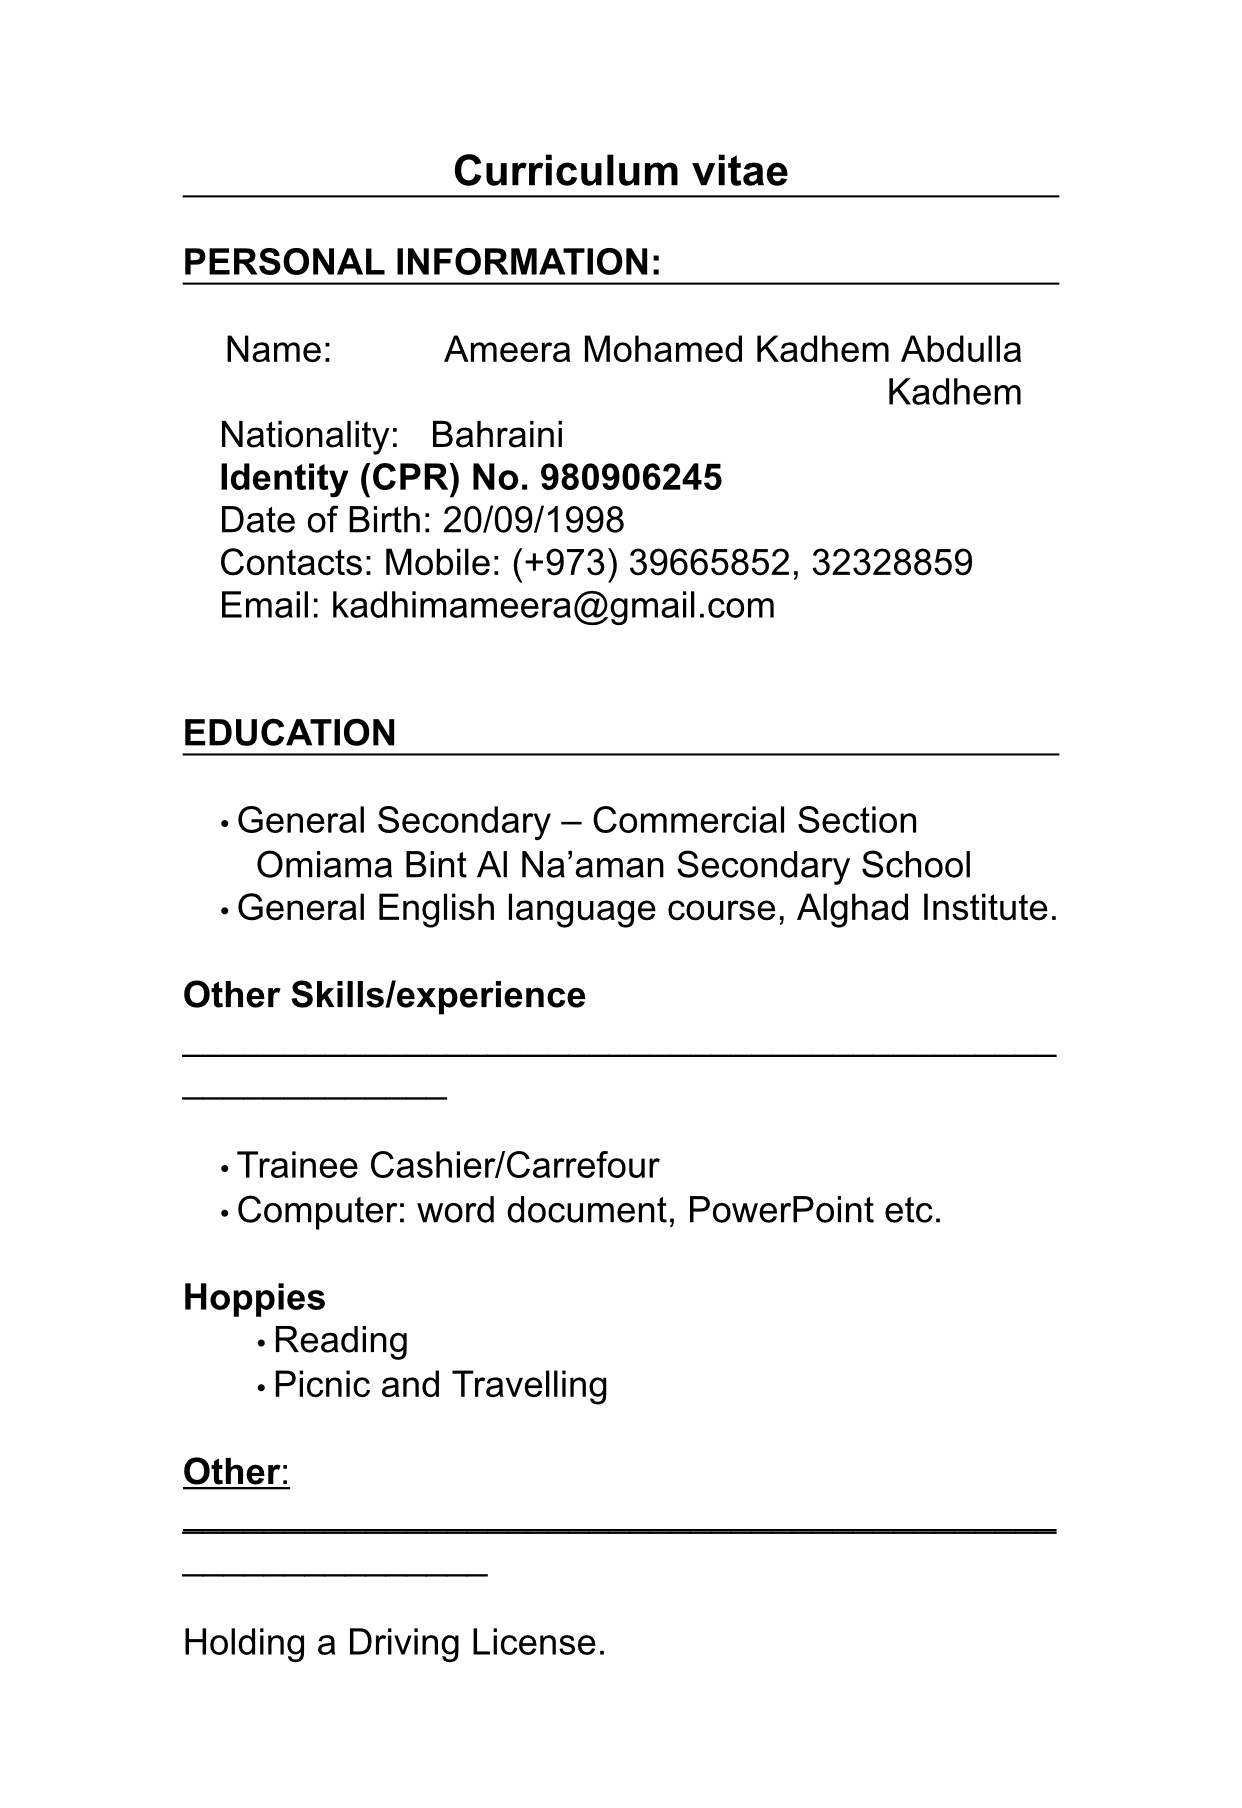 Curriculum vitae
PERSONAL INFORMATION:
Name: Ameera Mohamed Kadhem Abdulla
Kadhem
Nationality: Bahraini
Identity (CPR) No. 980906245
Date of Birth: 20/09/1998
Contacts: Mobile: (+973) 39665852, 32328859
Email: kadhimameera@gmail.com
EDUCATION
• General Secondary – Commercial Section
Omiama Bint Al Na’aman Secondary School
• General English language course, Alghad Institute.
Other Skills/experience
• Trainee Cashier/Carrefour
• Computer: word document, PowerPoint etc.
Hoppies
• Reading
• Picnic and Travelling
Other:
Holding a Driving License.